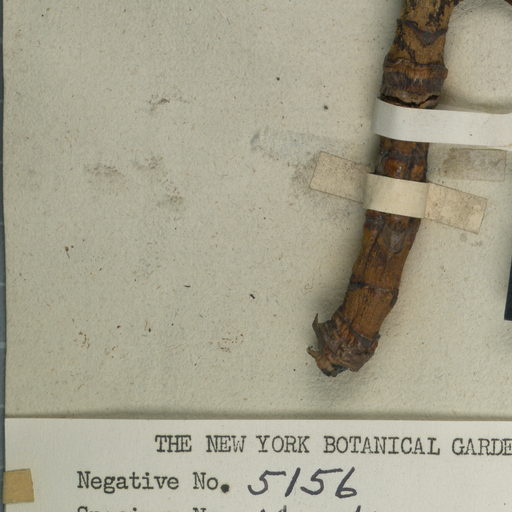 THE NEW YORK BOTANICAL GARDE
Negative No. 5156